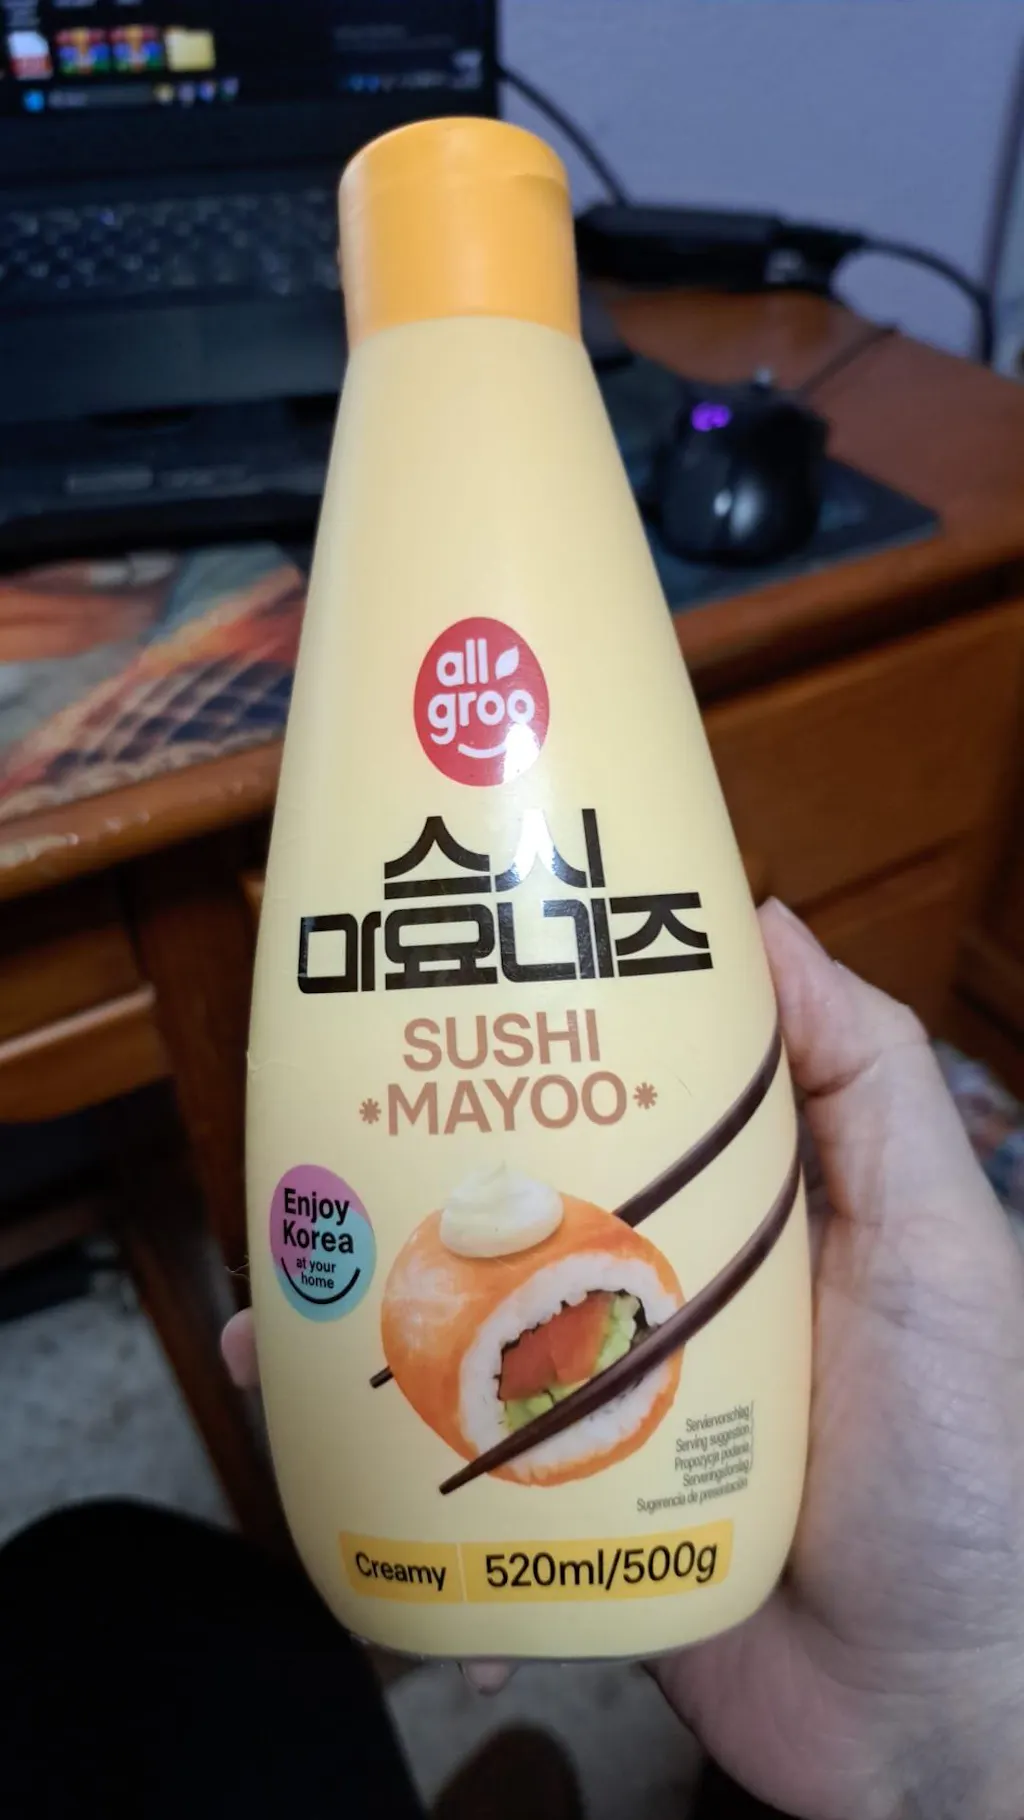 all
groo
스시
마요네즈
SUSHI
*MAYOO*
Enjoy
Korea
at your
home
Serviervorschlag
Serving suggestion
Propozycja podania
Serveringsforslag
Sugerencia de presentación
Creamy
520ml/500g